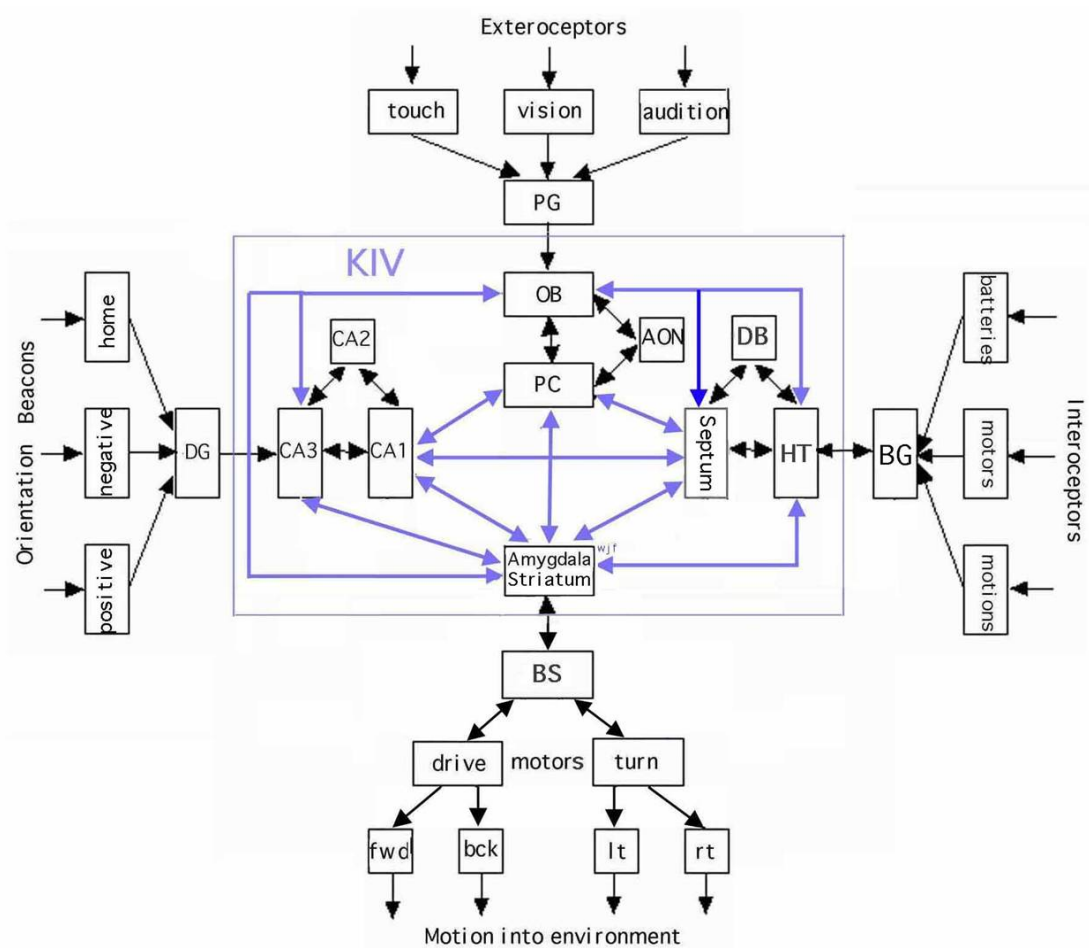 Exteroceptors
touch
vision
audition
PG
KIV
OB
AON
PC
CA2
CA3
CA1
DB
Septum
HT
BG
DG
home
negative
positive
Orientation Beacons
batteries
motors
motions
Interoceptors
Amygdala
Striatum
wjf
BS
drive
motors
turn
fwd
bck
lt
rt
Motion into environment